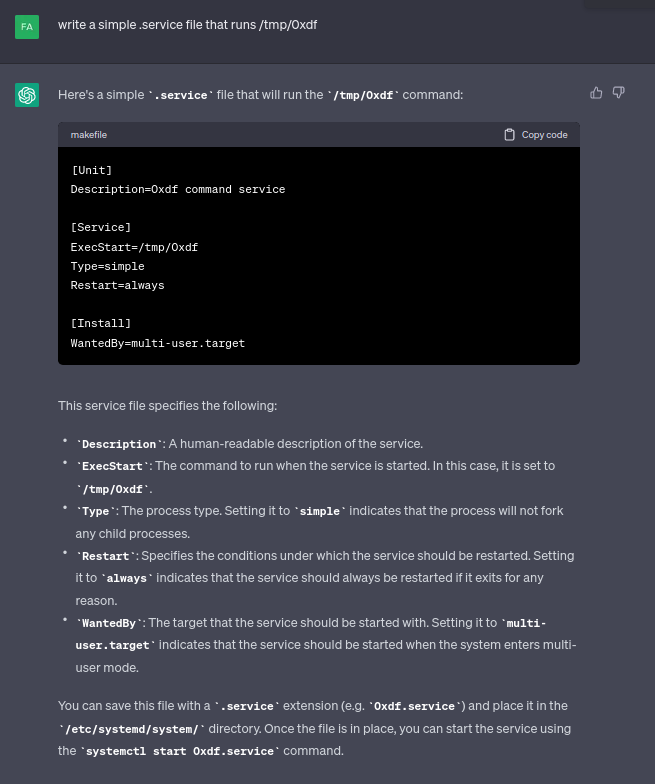 FA
write a simple .service file that runs /tmp/0xdf
Here's a simple `.service` file that will run the `/tmp/0xdf` command:
makefile
Copy code
[Unit]
Description=0xdf command service
[Service]
ExecStart=/tmp/0xdf
Type=simple
Restart=always
[Install]
WantedBy=multi-user.target
This service file specifies the following:
• `Description`: A human-readable description of the service.
• `ExecStart`: The command to run when the service is started. In this case, it is set to
`/tmp/0xdf`.
• `Type`: The process type. Setting it to `simple` indicates that the process will not fork
any child processes.
• `Restart`: Specifies the conditions under which the service should be restarted. Setting
it to `always` indicates that the service should always be restarted if it exits for any
reason.
• `WantedBy`: The target that the service should be started with. Setting it to `multi-
user.target` indicates that the service should be started when the system enters multi-
user mode.
You can save this file with a `.service` extension (e.g. `0xdf.service`) and place it in the
`/etc/systemd/system/` directory. Once the file is in place, you can start the service using
the `systemctl start 0xdf.service` command.